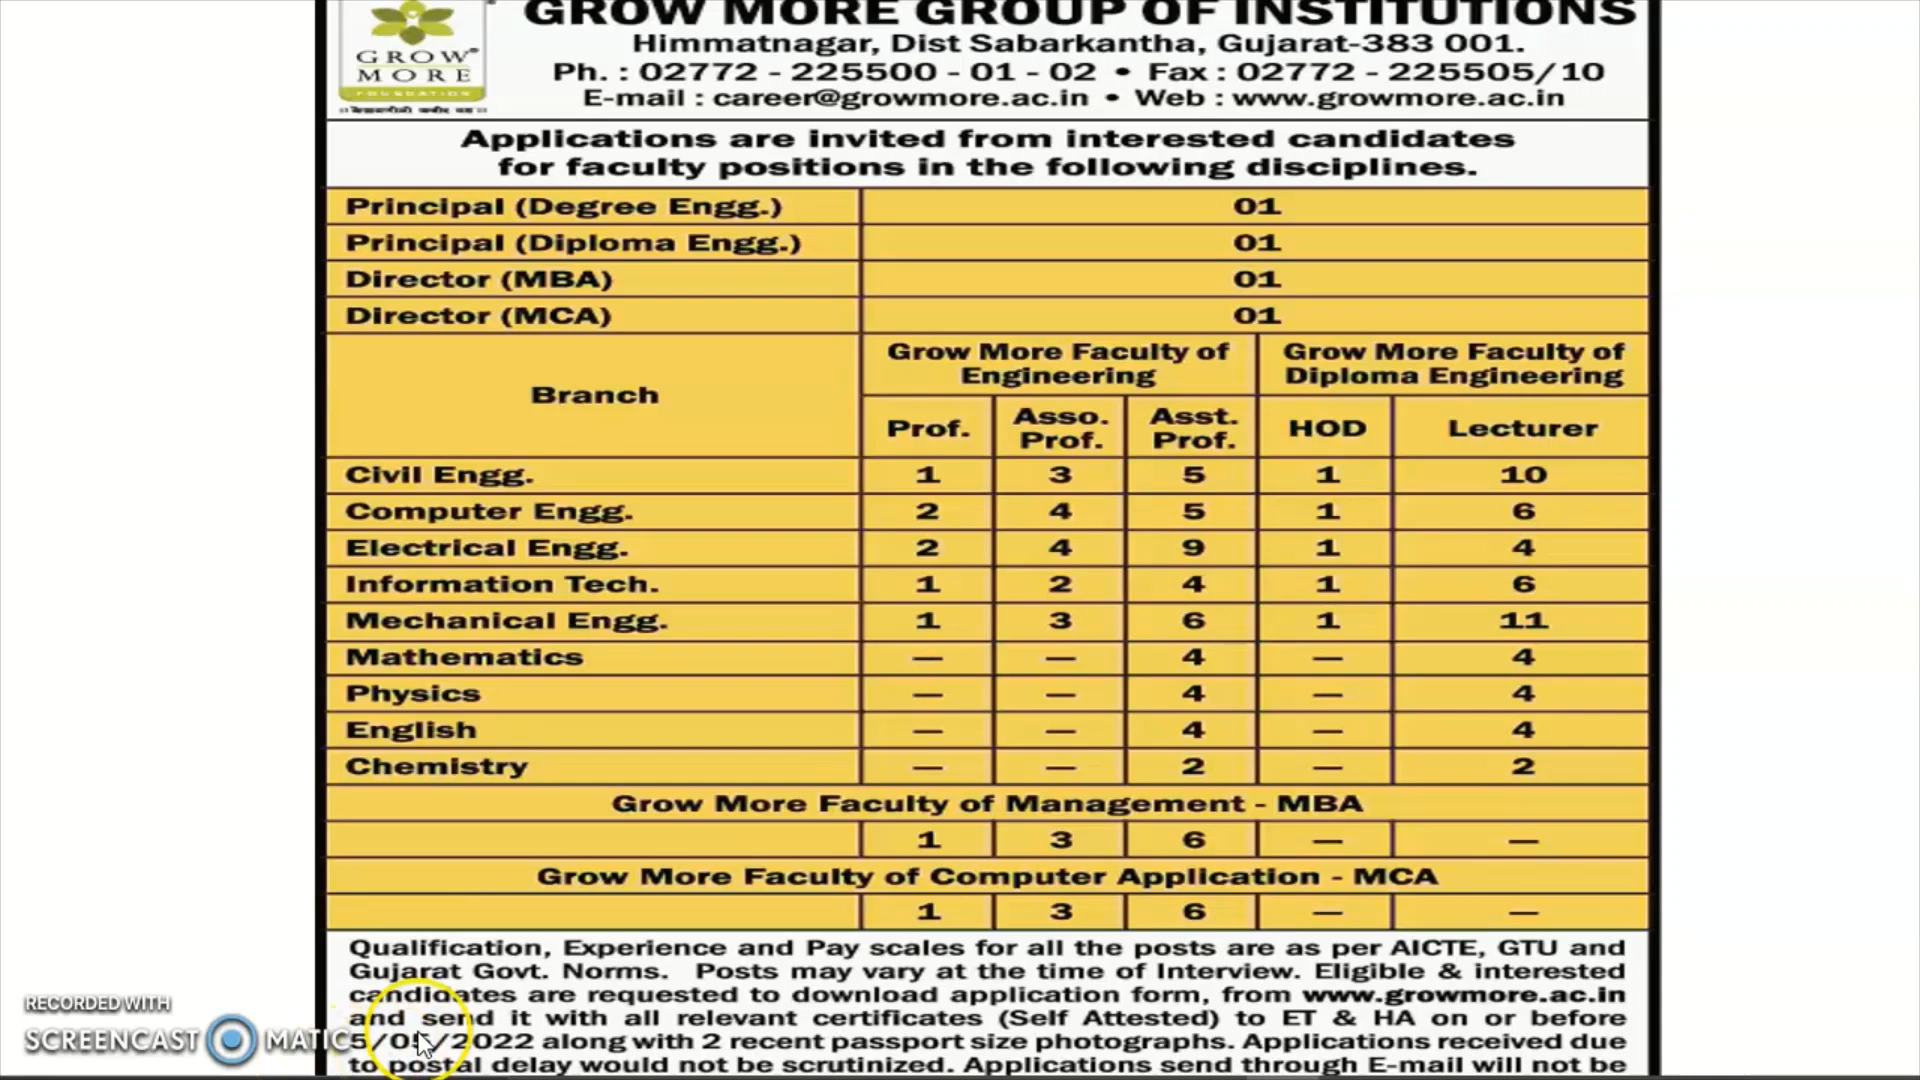 GROW MORE GROUP OF INSTITUTIONS
GROW
MORE
FOUNDATION
Himmatnagar, Dist Sabarkantha, Gujarat-383 001.
Ph. : 02772 - 225500 - 01 - 02 • Fax : 02772 - 225505/10
E-mail : career@growmore.ac.in • Web : www.growmore.ac.in
Applications are invited from interested candidates
for faculty positions in the following disciplines.
Principal (Degree Engg.) 01
Principal (Diploma Engg.) 01
Director (MBA) 01
Director (MCA) 01
Branch
Grow More Faculty of
Engineering
Grow More Faculty of
Diploma Engineering
Prof.
Asso.
Prof.
Asst.
Prof.
HOD
Lecturer
Civil Engg. 1 3 5 1 10
Computer Engg. 2 4 5 1 6
Electrical Engg. 2 4 9 1 4
Information Tech. 1 2 4 1 6
Mechanical Engg. 1 3 6 1 11
Mathematics — — 4 — 4
Physics — — 4 — 4
English — — 4 — 4
Chemistry — — 2 — 2
Grow More Faculty of Management - MBA
1 3 6 — —
Grow More Faculty of Computer Application - MCA
1 3 6 — —
Qualification, Experience and Pay scales for all the posts are as per AICTE, GTU and
Gujarat Govt. Norms. Posts may vary at the time of Interview. Eligible & interested
candidates are requested to download application form, from www.growmore.ac.in
and send it with all relevant certificates (Self Attested) to ET & HA on or before
5/05/2022 along with 2 recent passport size photographs. Applications received due
to postal delay would not be scrutinized. Applications send through E-mail will not be
RECORDED WITH
SCREENCAST MATIC